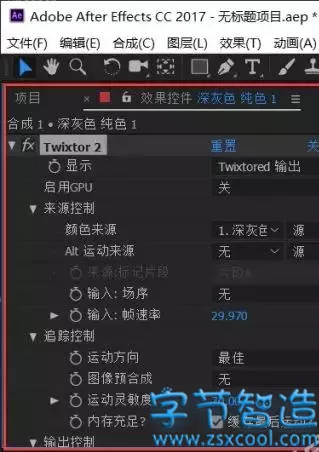 Ae Adobe After Effects CC 2017 - 无标题项目.aep *
文件(F) 编辑(E) 合成(C) 图层(L) 效果(T) 动画(A)
项目 × 效果控件 深灰色 纯色 1 ≡
合成 1 • 深灰色 纯色 1
fx Twixtor 2 重置 关
显示 Twixtored 输出
启用GPU 关
来源控制
颜色来源 1. 深灰色 源
Alt 运动来源 无 源
来源:标记片段
输入: 场序 无
输入: 帧速率 29.970
追踪控制
运动方向 最佳
图像预合成 无
运动灵敏度
内存充足?
输出控制
字节智造
www.zsxcool.com